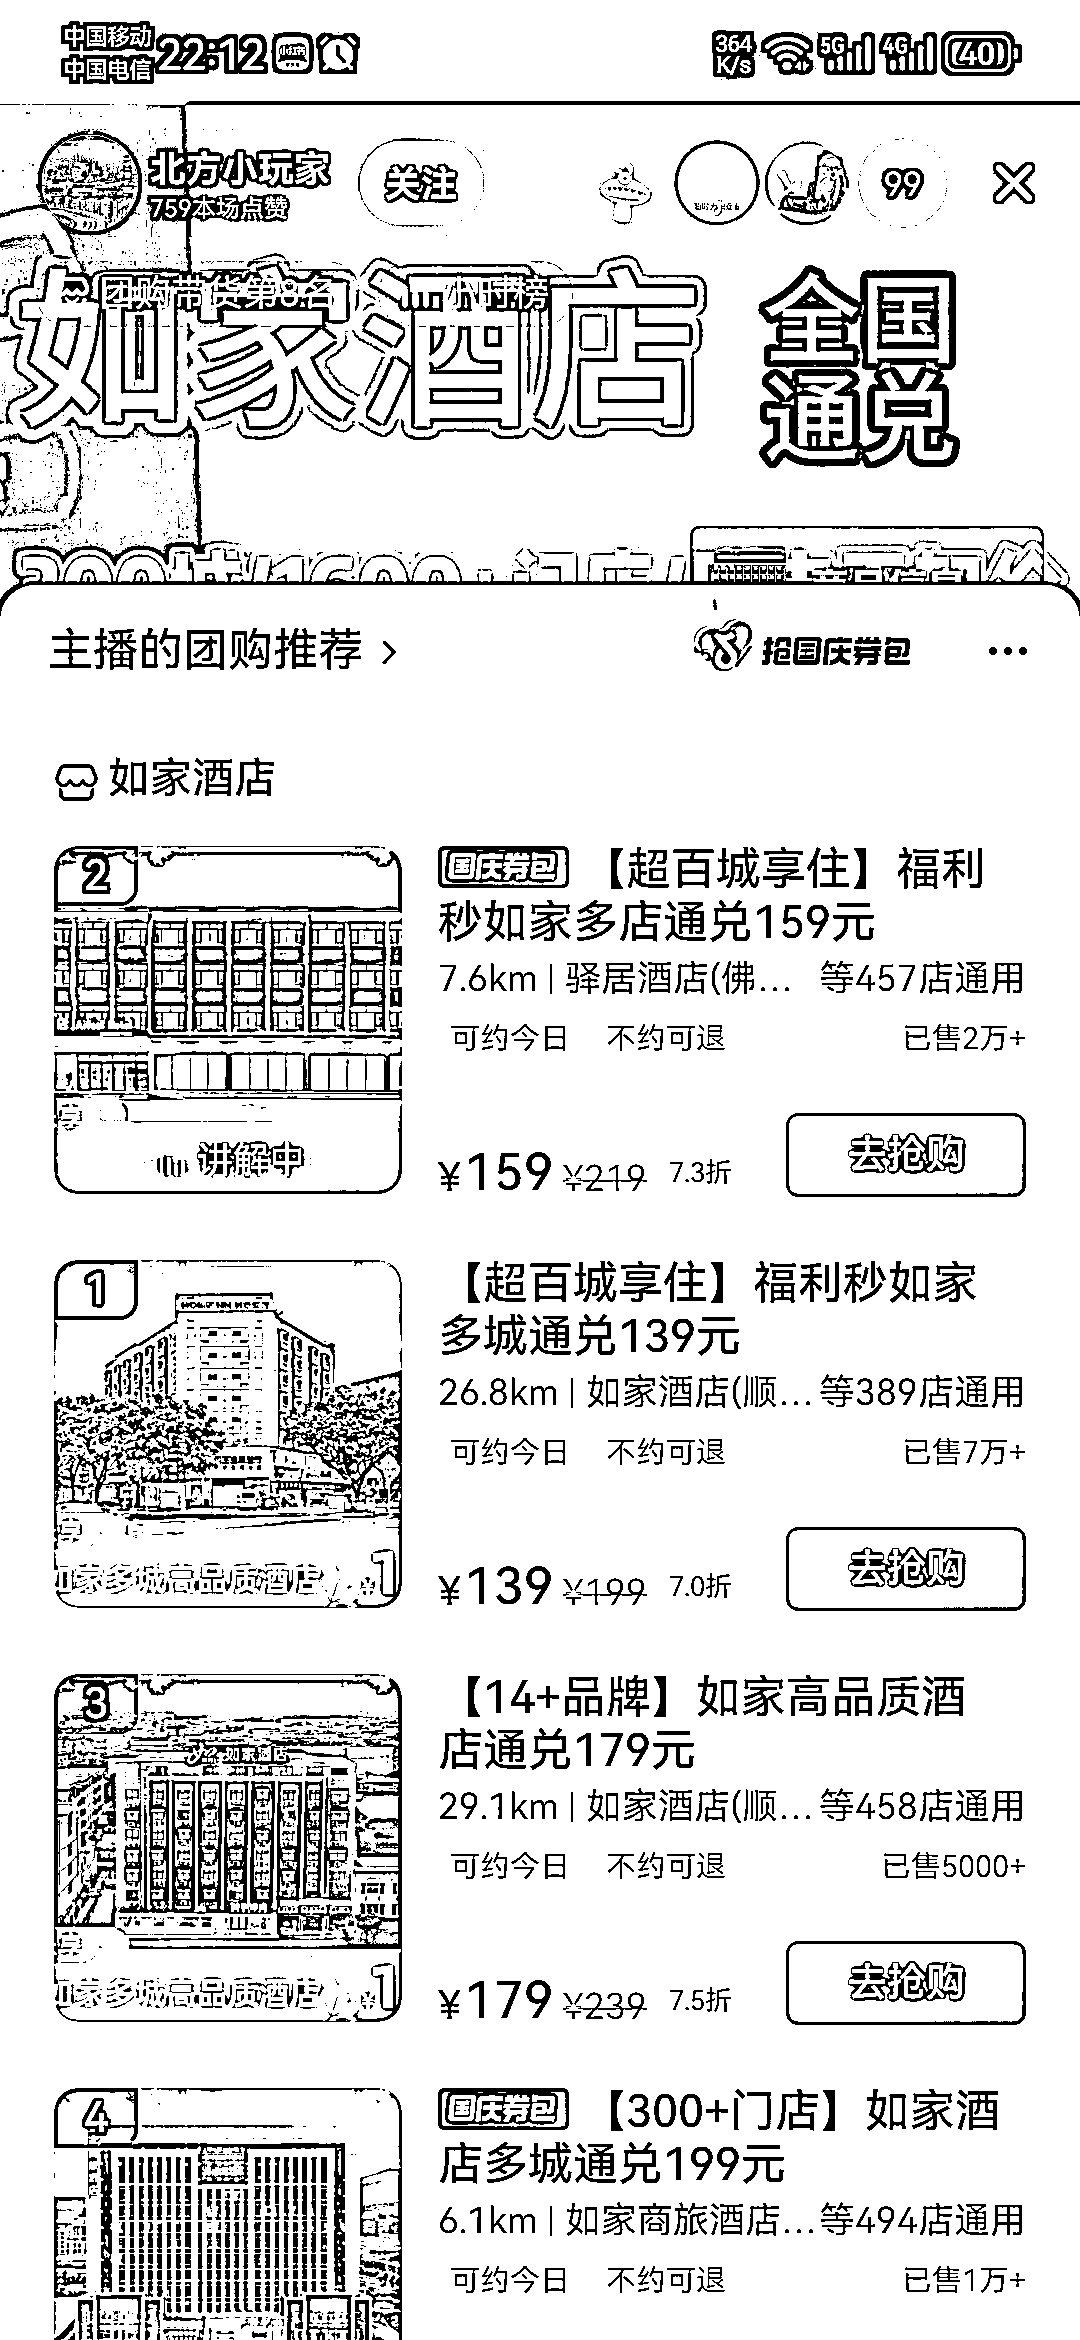 中国移动
中国电信
22:12
364
K/s
5G
4G
40
北方小玩家
759本场点赞
关注
99
团购带货第8名
小时榜
如家酒店
全国
通兑
主播的团购推荐 >
抢国庆券包
...
如家酒店
2
讲解中
国庆券包 【超百城享住】福利
秒如家多店通兑159元
7.6km | 驿居酒店(佛... 等457店通用
可约今日 不约可退 已售2万+
¥159 ¥219 7.3折 去抢购
1
如家多城高品质酒店
【超百城享住】福利秒如家
多城通兑139元
26.8km | 如家酒店(顺... 等389店通用
可约今日 不约可退 已售7万+
¥139 ¥199 7.0折 去抢购
3
如家酒店
如家多城高品质酒店
【14+品牌】如家高品质酒
店通兑179元
29.1km | 如家酒店(顺... 等458店通用
可约今日 不约可退 已售5000+
¥179 ¥239 7.5折 去抢购
4
国庆券包 【300+门店】如家酒
店多城通兑199元
6.1km | 如家商旅酒店... 等494店通用
可约今日 不约可退 已售1万+